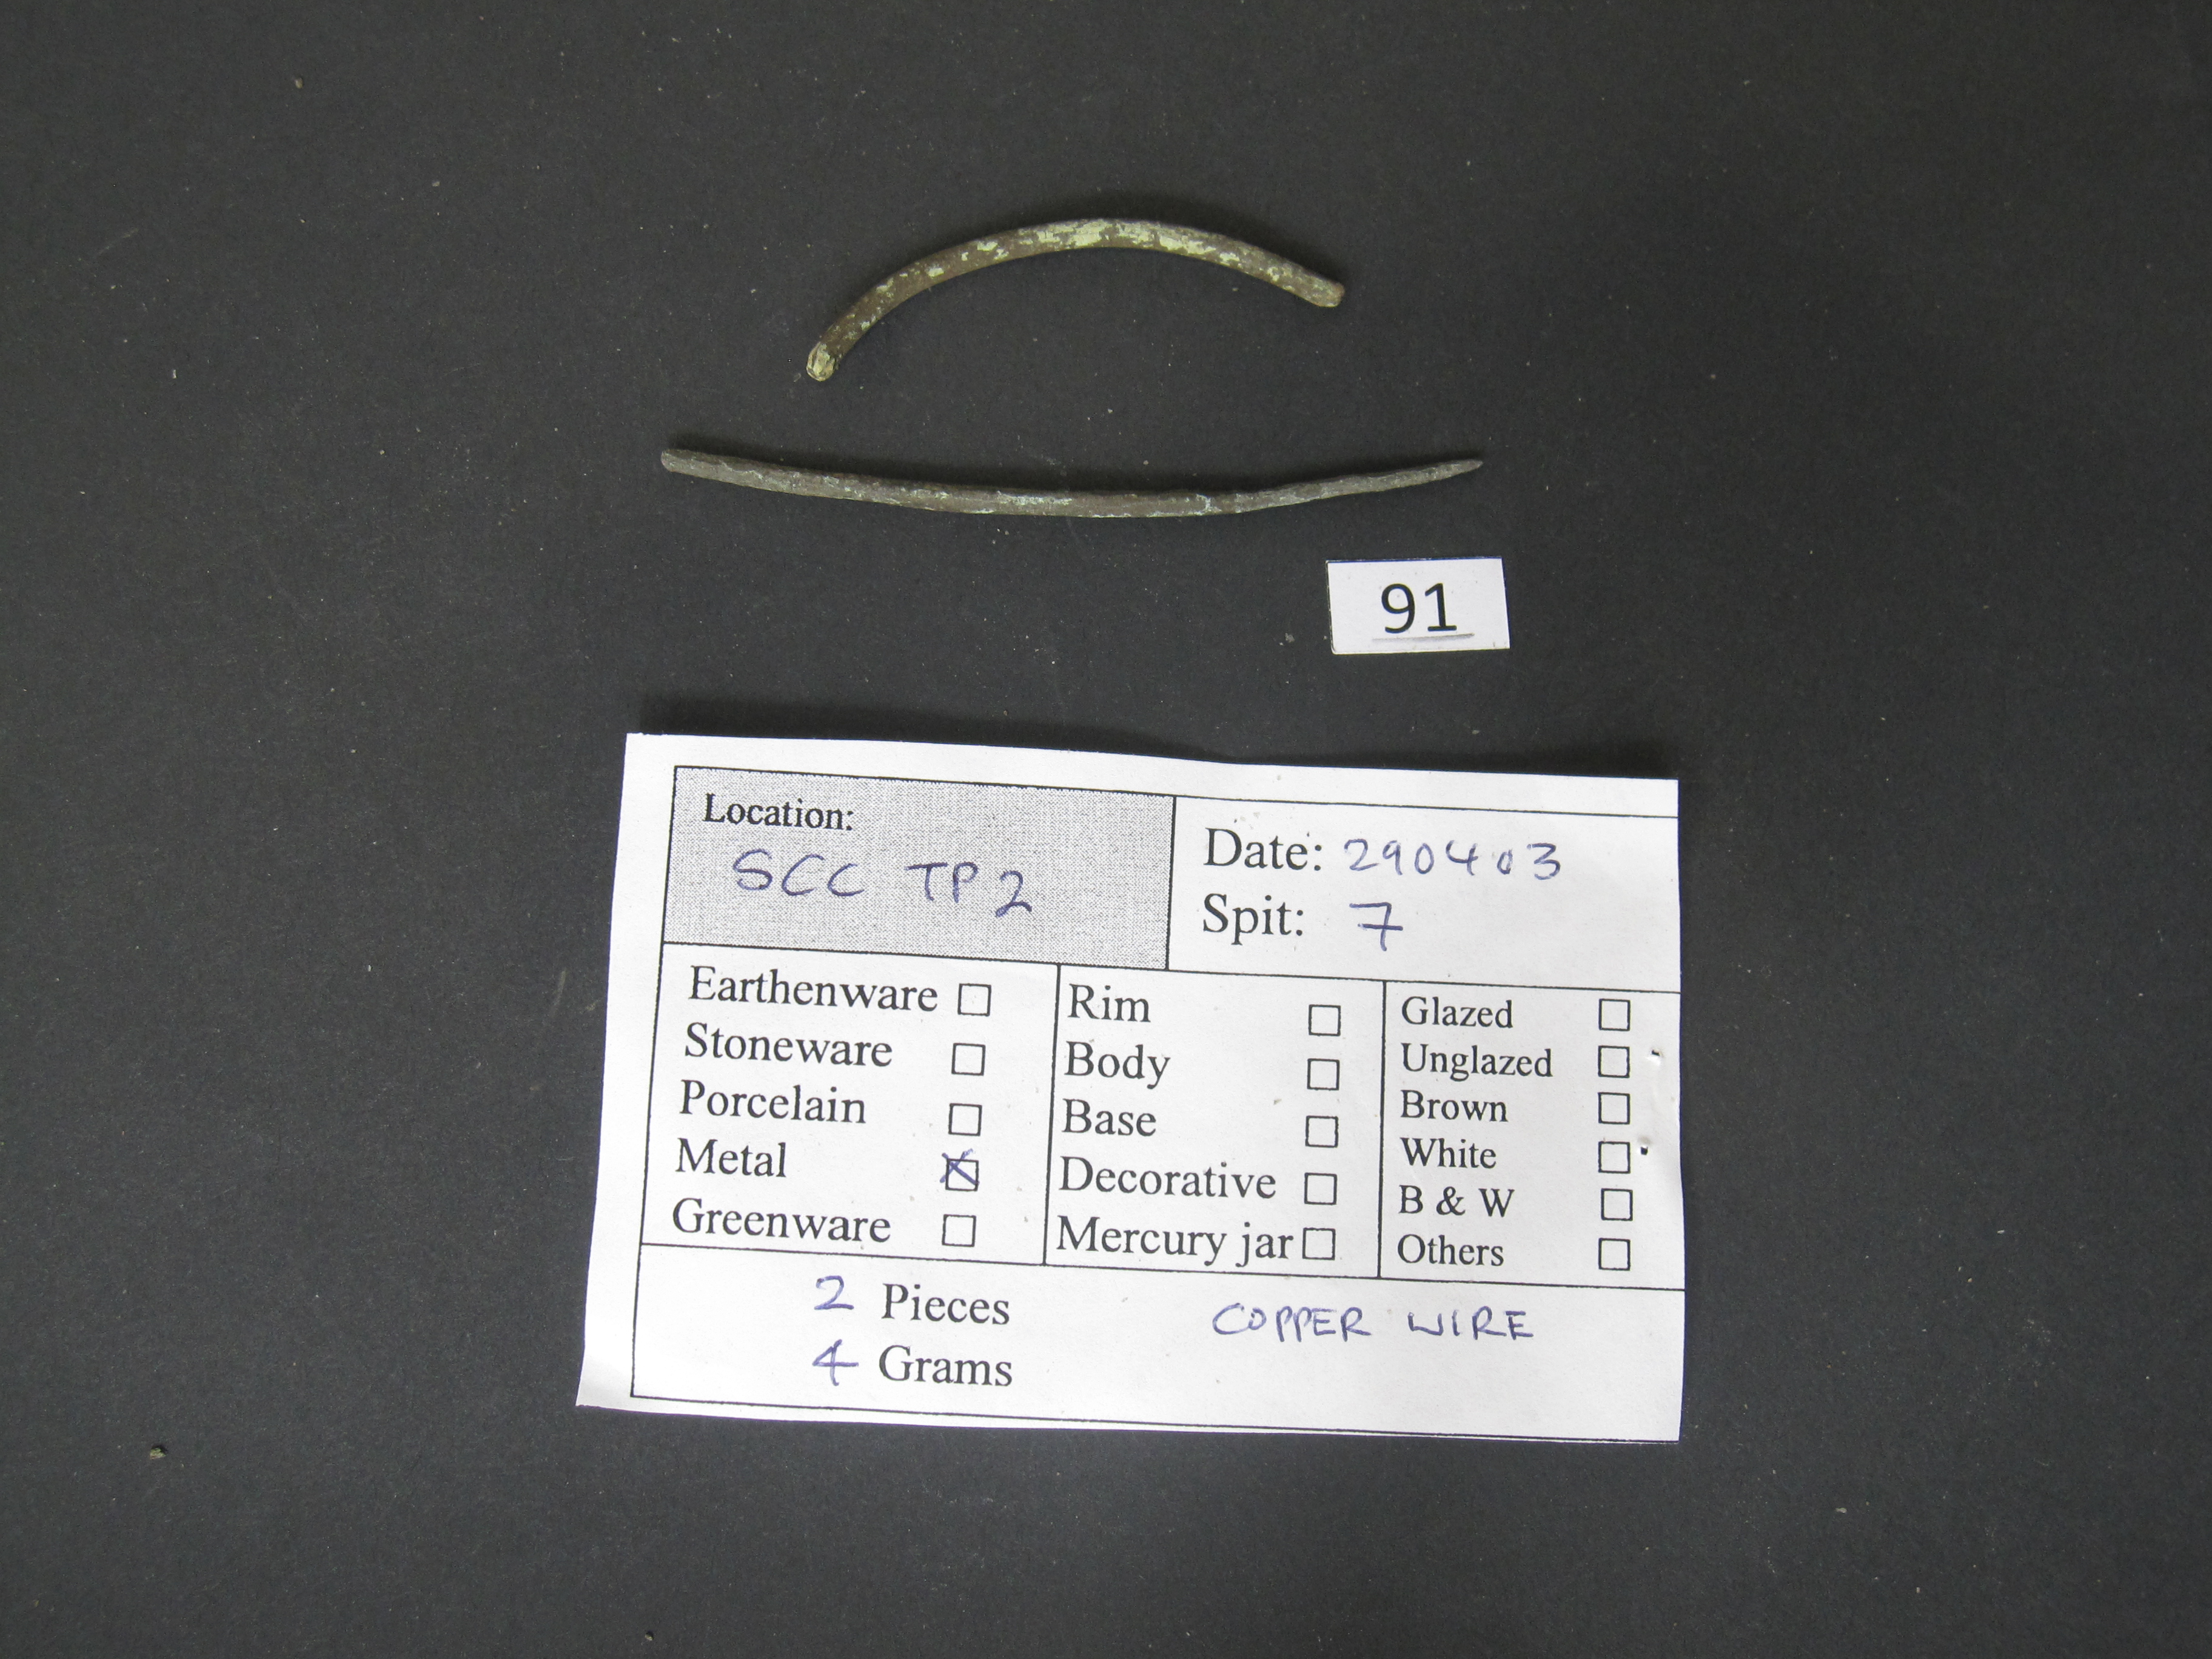 91
Location:
SCC TP2
Date: 290403
Spit: 7
Earthenware
Stoneware
Porcelain
Metal
Greenware
Rim
Body
Base
Decorative
Mercury jar
Glazed
Unglazed
Brown
White
B & W
Others
2 Pieces
4 Grams
COPPER WIRE